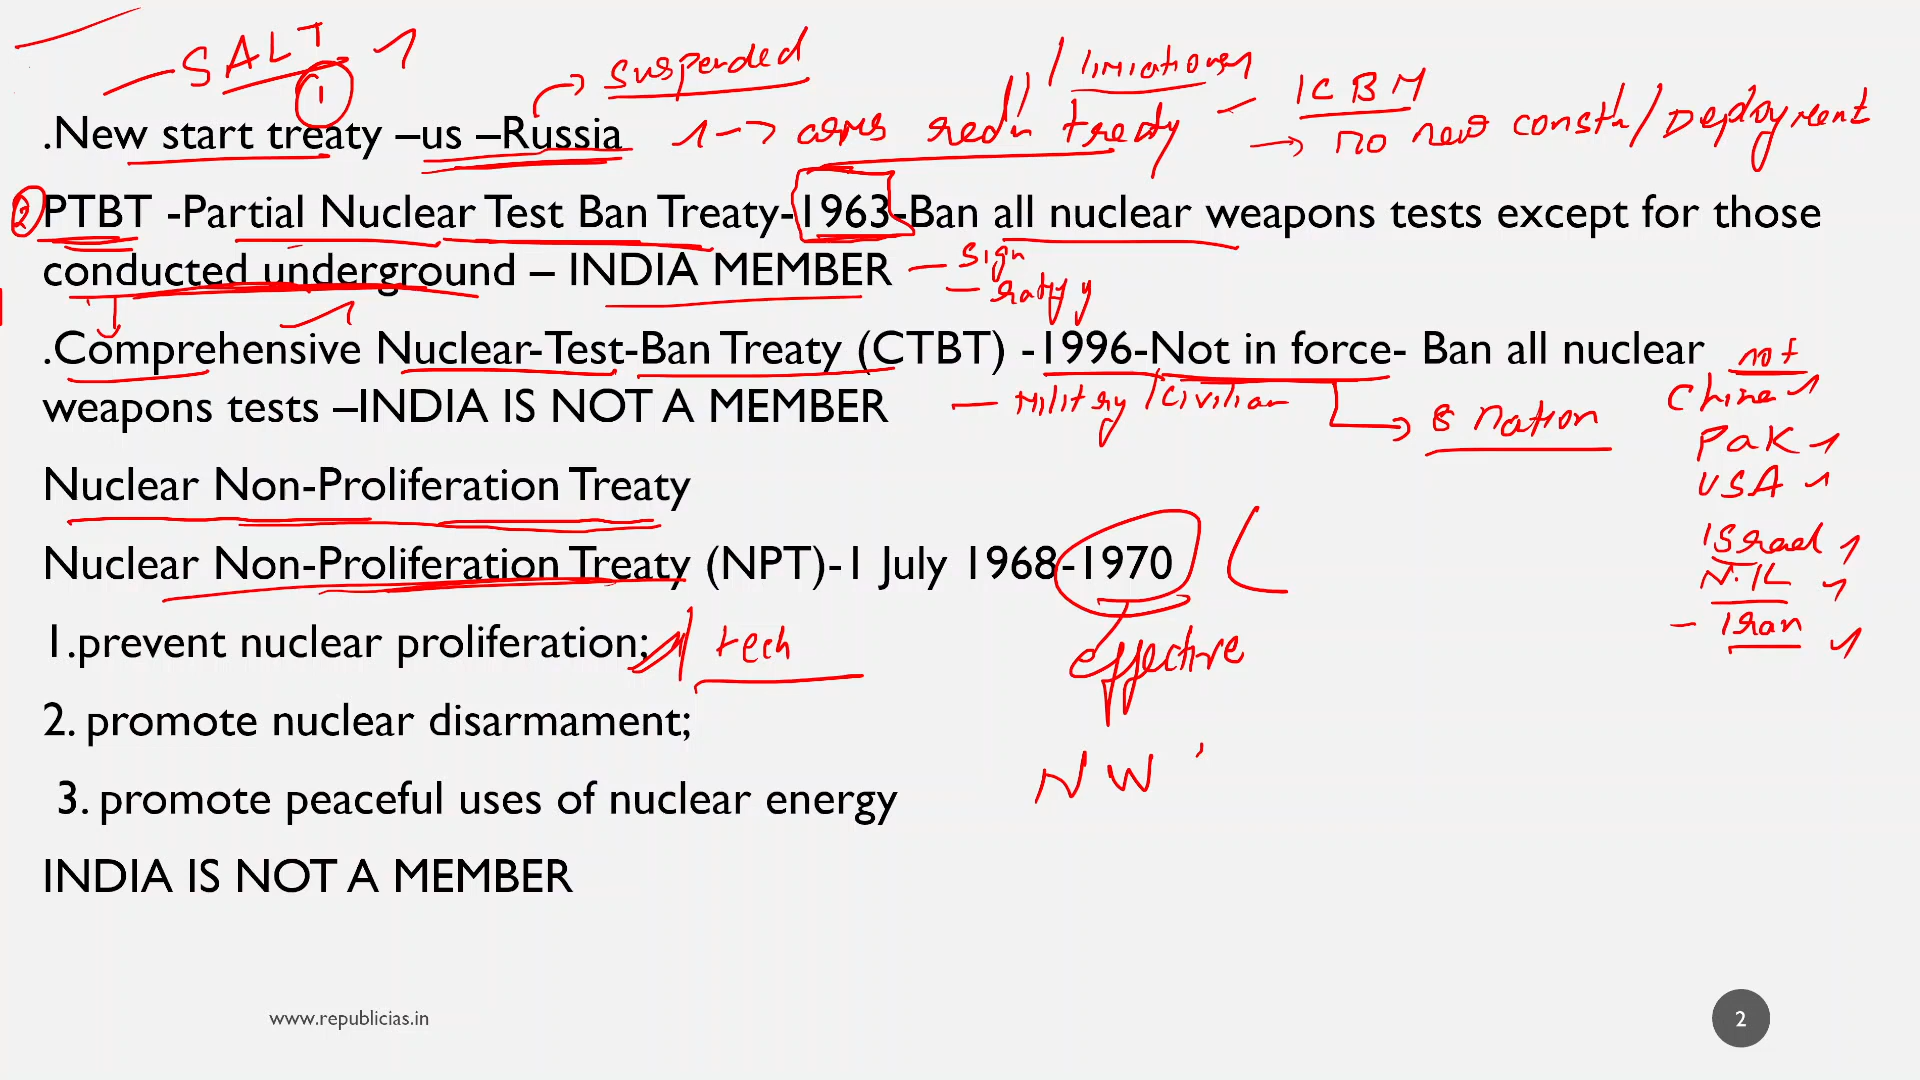 SALT
1
suspended
/ limitations
ICBM
.New start treaty –us –Russia
1 -> arms redn treaty
-> no new constn/Deployment
2
PTBT -Partial Nuclear Test Ban Treaty-1963-Ban all nuclear weapons tests except for those
conducted underground – INDIA MEMBER
- sign
- ratify
.Comprehensive Nuclear-Test-Ban Treaty (CTBT) -1996-Not in force- Ban all nuclear
weapons tests –INDIA IS NOT A MEMBER
- Military/Civilian
8 nation
not
China
Pak
USA
Israel
- Iran
Nuclear Non-Proliferation Treaty
Nuclear Non-Proliferation Treaty (NPT)-1 July 1968-1970
effective
1.prevent nuclear proliferation;
tech
2. promote nuclear disarmament;
NW
3. promote peaceful uses of nuclear energy
INDIA IS NOT A MEMBER
www.republicias.in
2